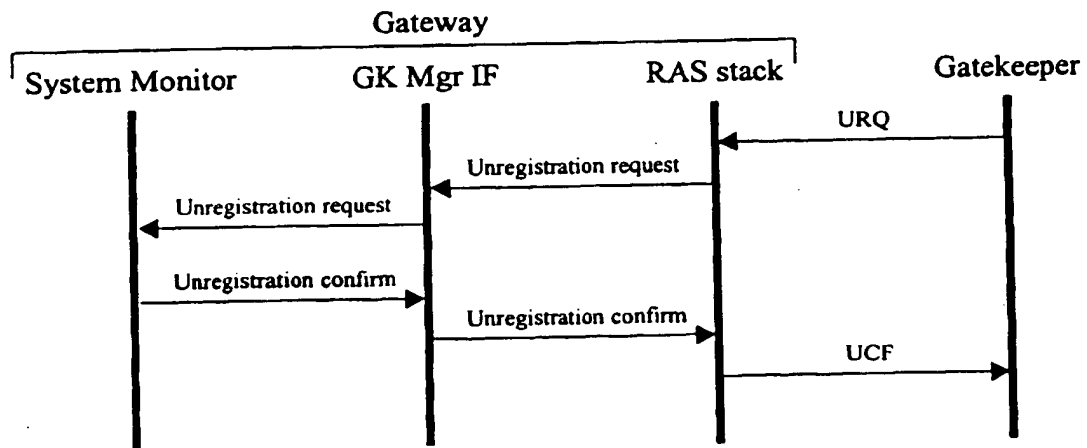 Gateway
System Monitor
GK Mgr IF
RAS stack
Gatekeeper
URQ
Unregistration request
Unregistration request
Unregistration confirm
Unregistration confirm
UCF